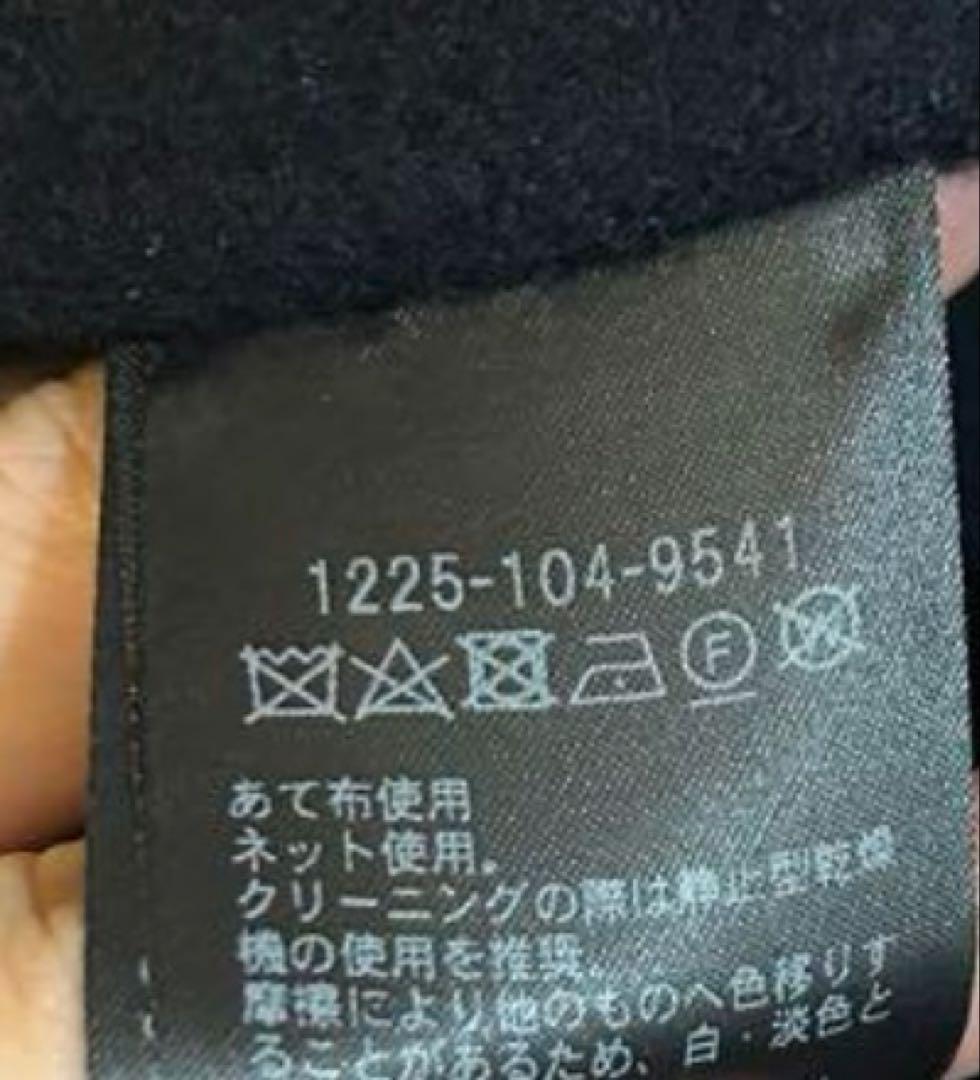 1225-104-9541
F
W
あて布使用
ネット使用。
クリーニングの際は静止型乾燥
機の使用を推奨。
摩擦により他のものへ色移りす
ることがあるため、白・淡色と